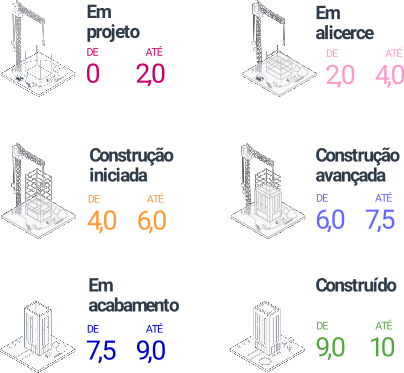 Em
projeto
DE ATÉ
0 2,0
Em
alicerce
DE ATÉ
2,0 4,0
Construção
iniciada
DE ATÉ
4,0 6,0
Construção
avançada
DE ATÉ
6,0 7,5
Em
acabamento
DE ATÉ
7,5 9,0
Construído
DE ATÉ
9,0 10